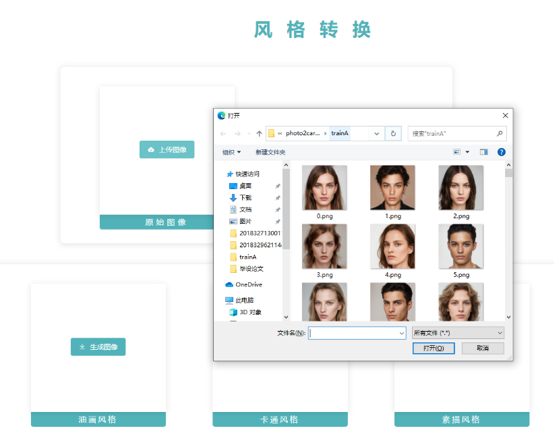 风格转换
上传图像
原始图像
打开
photo2car...
trainA
搜索"trainA"
组织
新建文件夹
快速访问
桌面
下载
文档
图片
201832713001
201832962114
trainA
毕设论文
OneDrive
此电脑
3D 对象
0.png
1.png
2.png
3.png
4.png
5.png
文件名(N):
所有文件 (*.*)
打开(O)
取消
生成图像
油画风格
卡通风格
素描风格